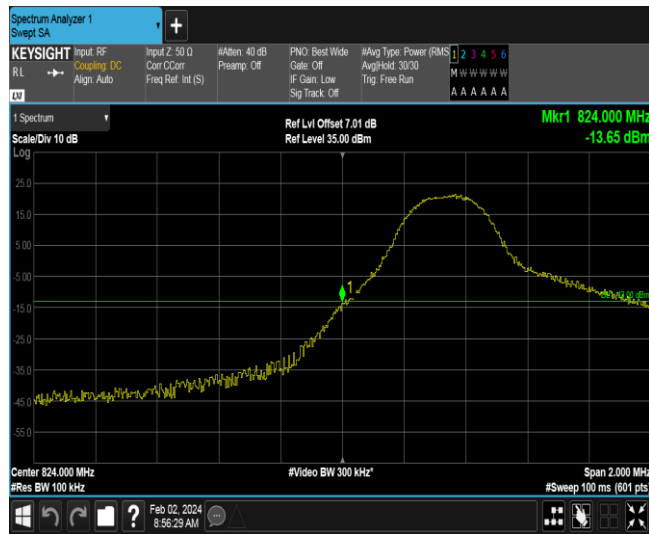 Spectrum Analyzer 1
Swept SA
+
KEYSIGHT
RL
LXI
Input: RF
Coupling: DC
Align: Auto
Input Z: 50 Ω
Corr CCorr
Freq Ref: Int (S)
#Atten: 40 dB
Preamp: Off
PNO: Best Wide
Gate: Off
IF Gain: Low
Sig Track: Off
#Avg Type: Power (RMS
Avg|Hold: 30/30
Trig: Free Run
1 2 3 4 5 6
M W W W W W
A A A A A A
1 Spectrum
Scale/Div 10 dB
Log
Ref Lvl Offset 7.01 dB
Ref Level 35.00 dBm
Mkr1 824.000 MHz
-13.65 dBm
25.0
15.0
5.00
-5.00
1
-15.0
-25.0
-35.0
-45.0
-55.0
Center 824.000 MHz
#Res BW 100 kHz
#Video BW 300 kHz*
Span 2.000 MHz
#Sweep 100 ms (601 pts)
?
Feb 02, 2024
8:56:29 AM